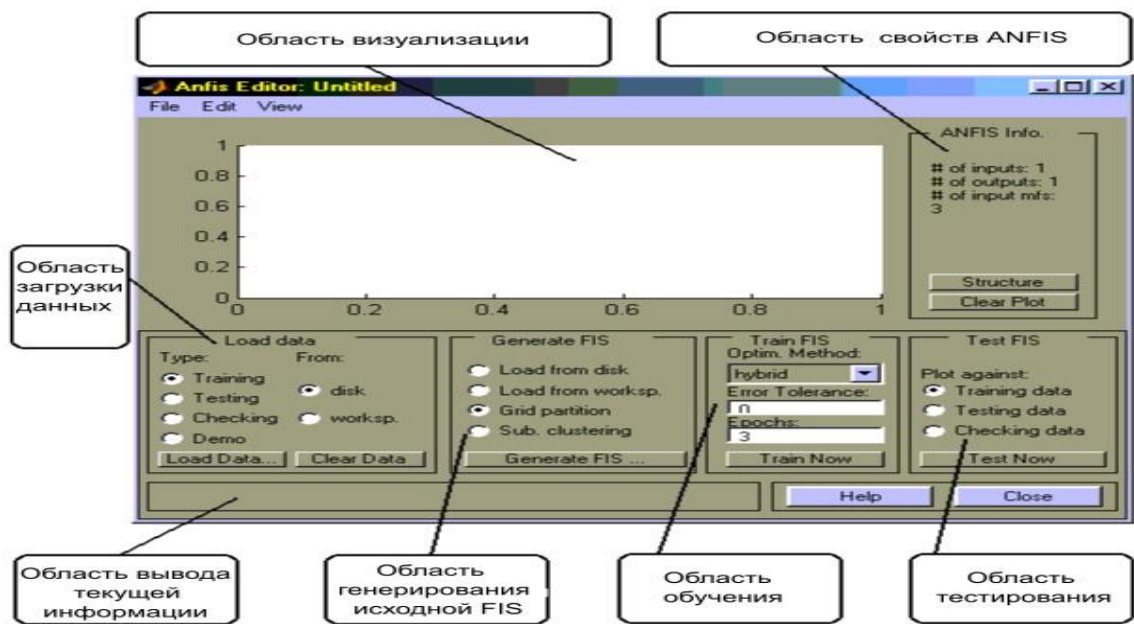 Область визуализации
Область свойств ANFIS
Anfis Editor: Untitled
File Edit View
ANFIS Info.
# of inputs: 1
# of outputs: 1
# of input mfs:
3
Structure
Clear Plot
1
0.8
0.6
0.4
0.2
0
0 0.2 0.4 0.6 0.8 1
Область
загрузки
данных
Load data
Type: From:
Training
Testing
Checking
Demo
disk
worksp.
Load Data... Clear Data
Generate FIS
Load from disk
Load from worksp.
Grid partition
Sub. clustering
Generate FIS ...
Train FIS
Optim. Method:
hybrid
Error Tolerance:
0
Epochs:
3
Train Now
Test FIS
Plot against:
Training data
Testing data
Checking data
Test Now
Help Close
Область вывода
текущей
информации
Область
генерирования
исходной FIS
Область
обучения
Область
тестирования